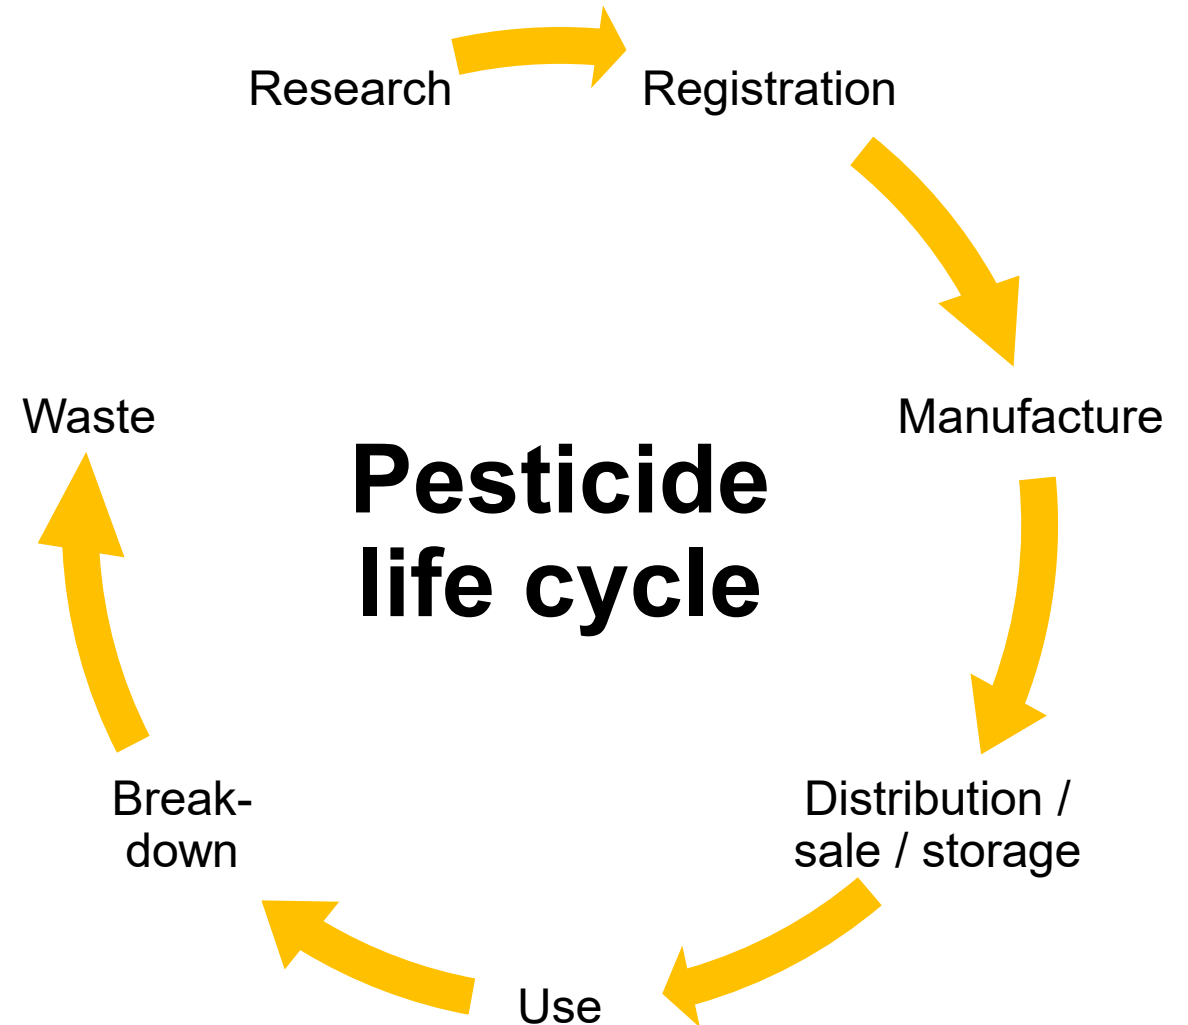 Research
Registration
Manufacture
Distribution /
sale / storage
Use
Break-
down
Waste
Pesticide
life cycle